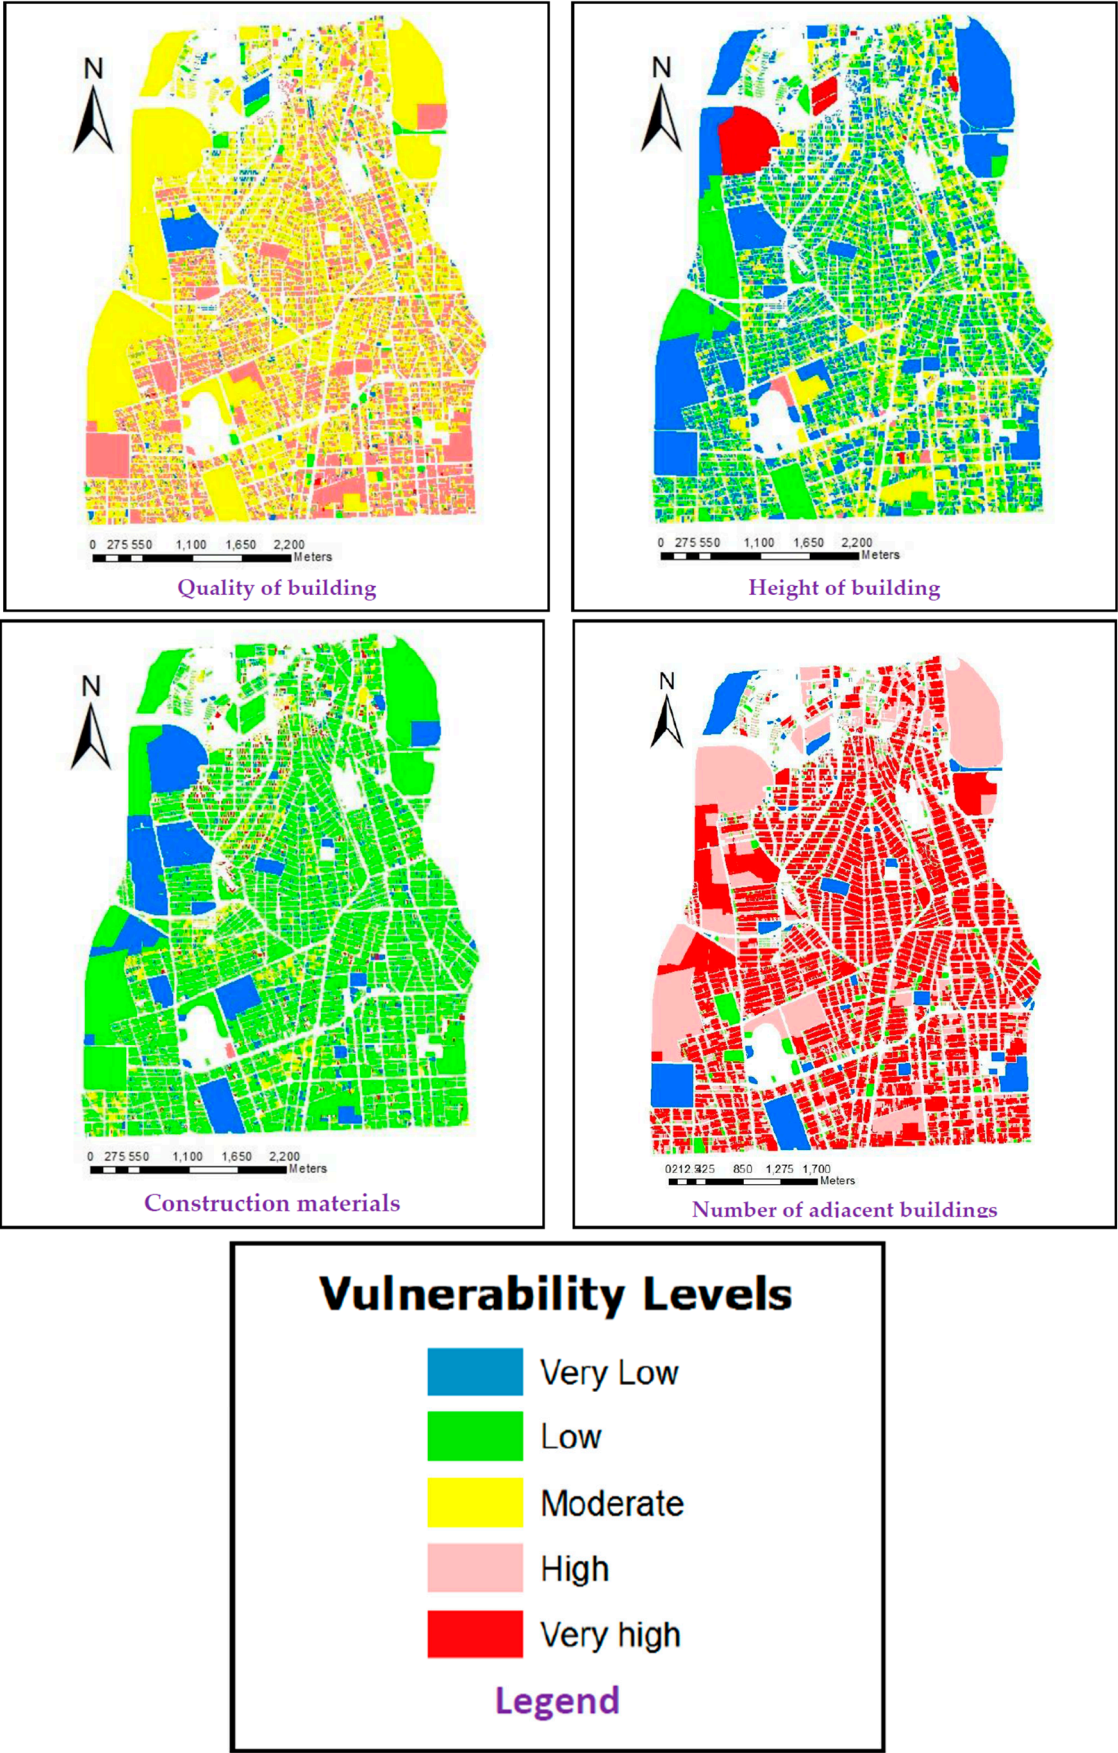 N
0 275 550 1,100 1,650 2,200
Meters
Quality of building
N
0 275 550 1,100 1,650 2,200
Meters
Height of building
N
0 275 550 1,100 1,650 2,200
Meters
Construction materials
N
850 1,275 1,700
Meters
Number of adjacent buildings
Vulnerability Levels
Very Low
Low
Moderate
High
Very high
Legend